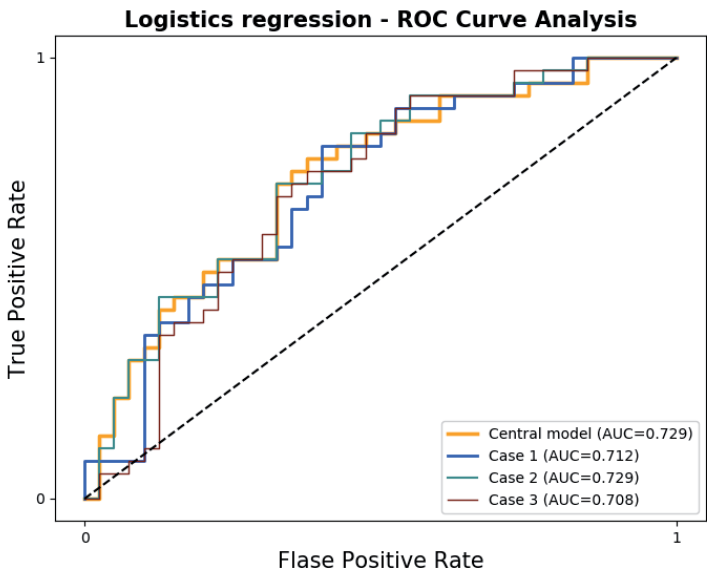 Logistics regression - ROC Curve Analysis
1
True Positive Rate
0
Central model (AUC=0.729)
Case 1 (AUC=0.712)
Case 2 (AUC=0.729)
Case 3 (AUC=0.708)
0
1
Flase Positive Rate